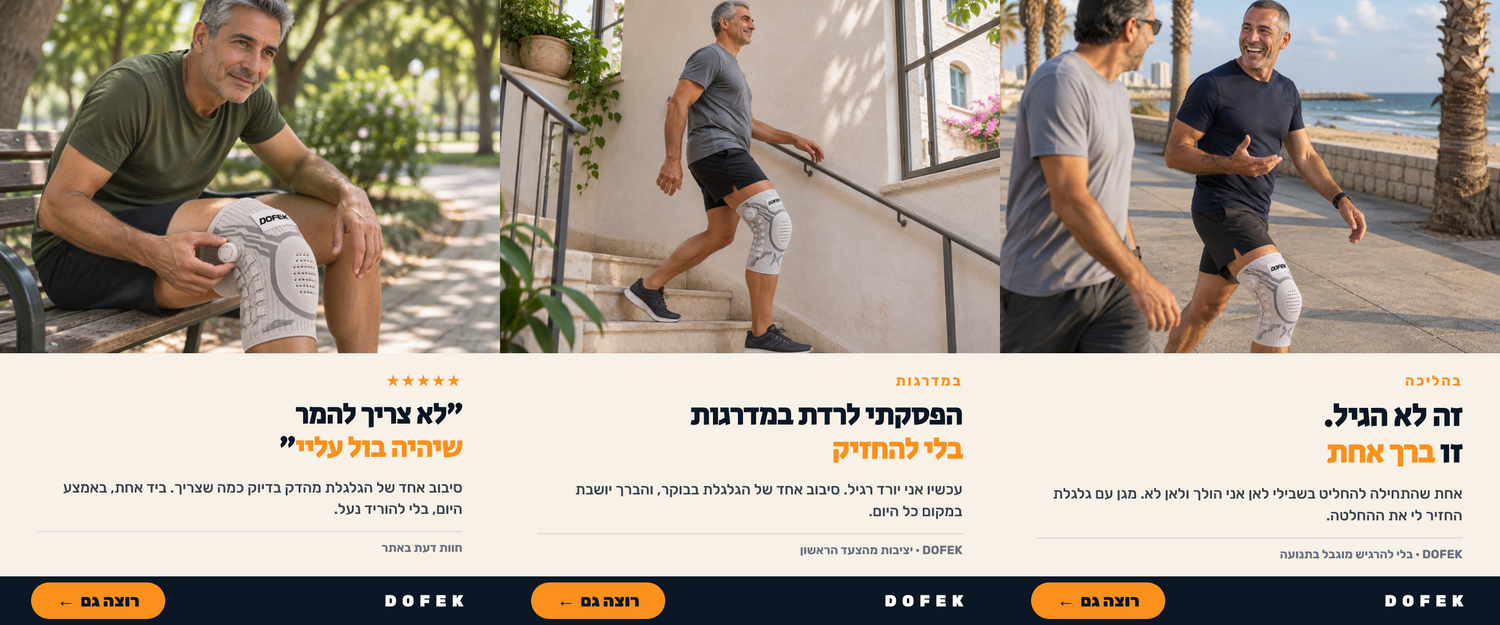 DOFEK
בהליכה
זה לא הגיל.
זו ברך אחת
אחת שהתחילה להחליט בשבילי לאן אני הולך ולאן לא. מגן עם גלגלת
החזיר לי את ההחלטה.
DOFEK • בלי להרגיש מוגבל בתנועה
DOFEK
רוצה גם ←
DOFEK
במדרגות
הפסקתי לרדת במדרגות
בלי להחזיק
עכשיו אני יורד רגיל. סיבוב אחד של הגלגלת בבוקר, והברך יושבת
במקום כל היום.
DOFEK • יציבות מהצעד הראשון
DOFEK
רוצה גם ←
DOFEK
★★★★★
”לא צריך להמר
שיהיה בול עליי”
סיבוב אחד של הגלגלת מהדק בדיוק כמה שצריך. ביד אחת, באמצע
היום, בלי להוריד נעל.
חוות דעת באתר
DOFEK
רוצה גם ←